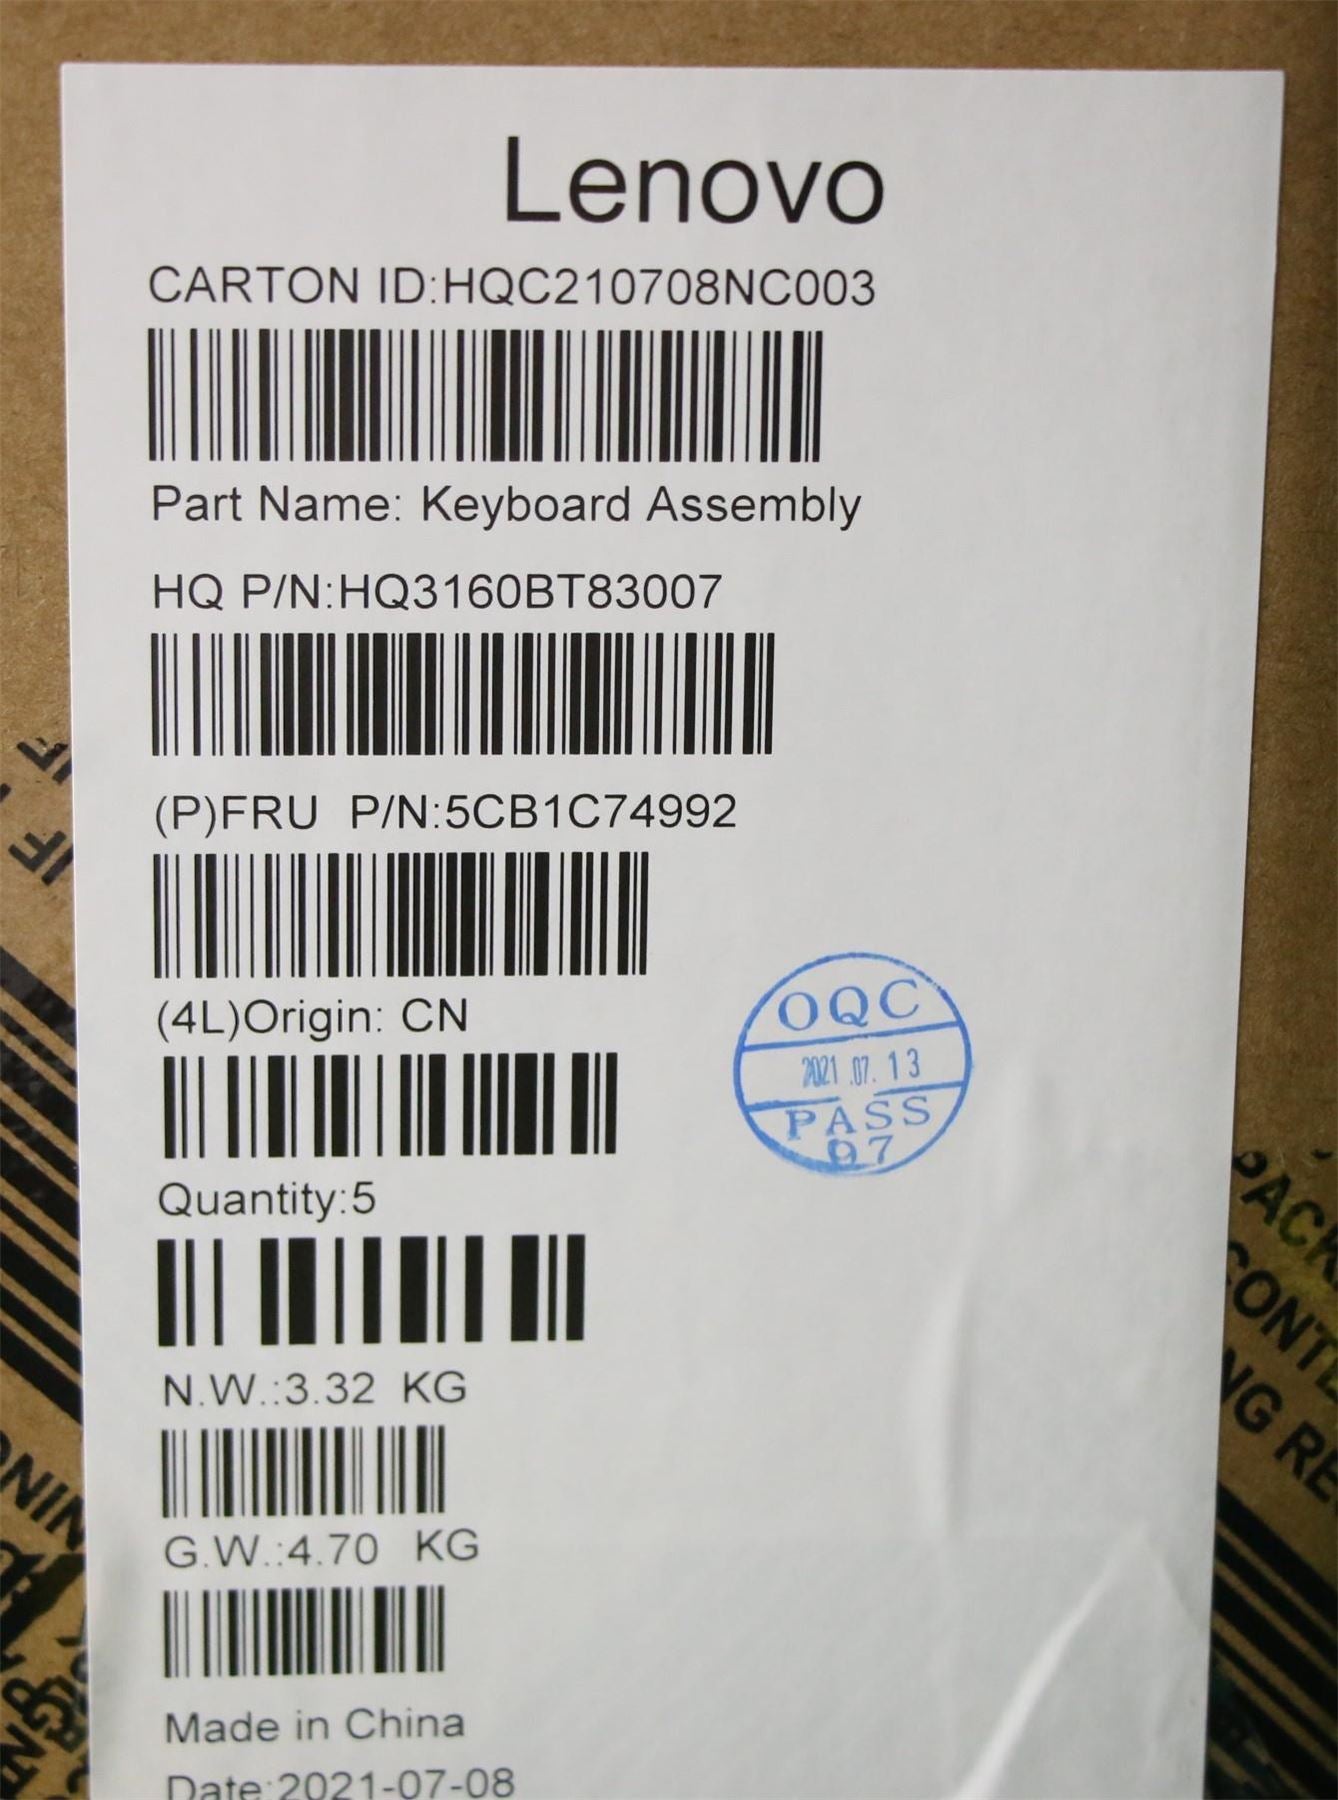 Lenovo
CARTON ID:HQC210708NC003
Part Name: Keyboard Assembly
HQ P/N:HQ3160BT83007
(P)FRU P/N:5CB1C74992
(4L)Origin: CN
OQC
2021.07.13
PASS
07
Quantity:5
N.W.:3.32 KG
G.W.:4.70 KG
Made in China
Date:2021-07-08